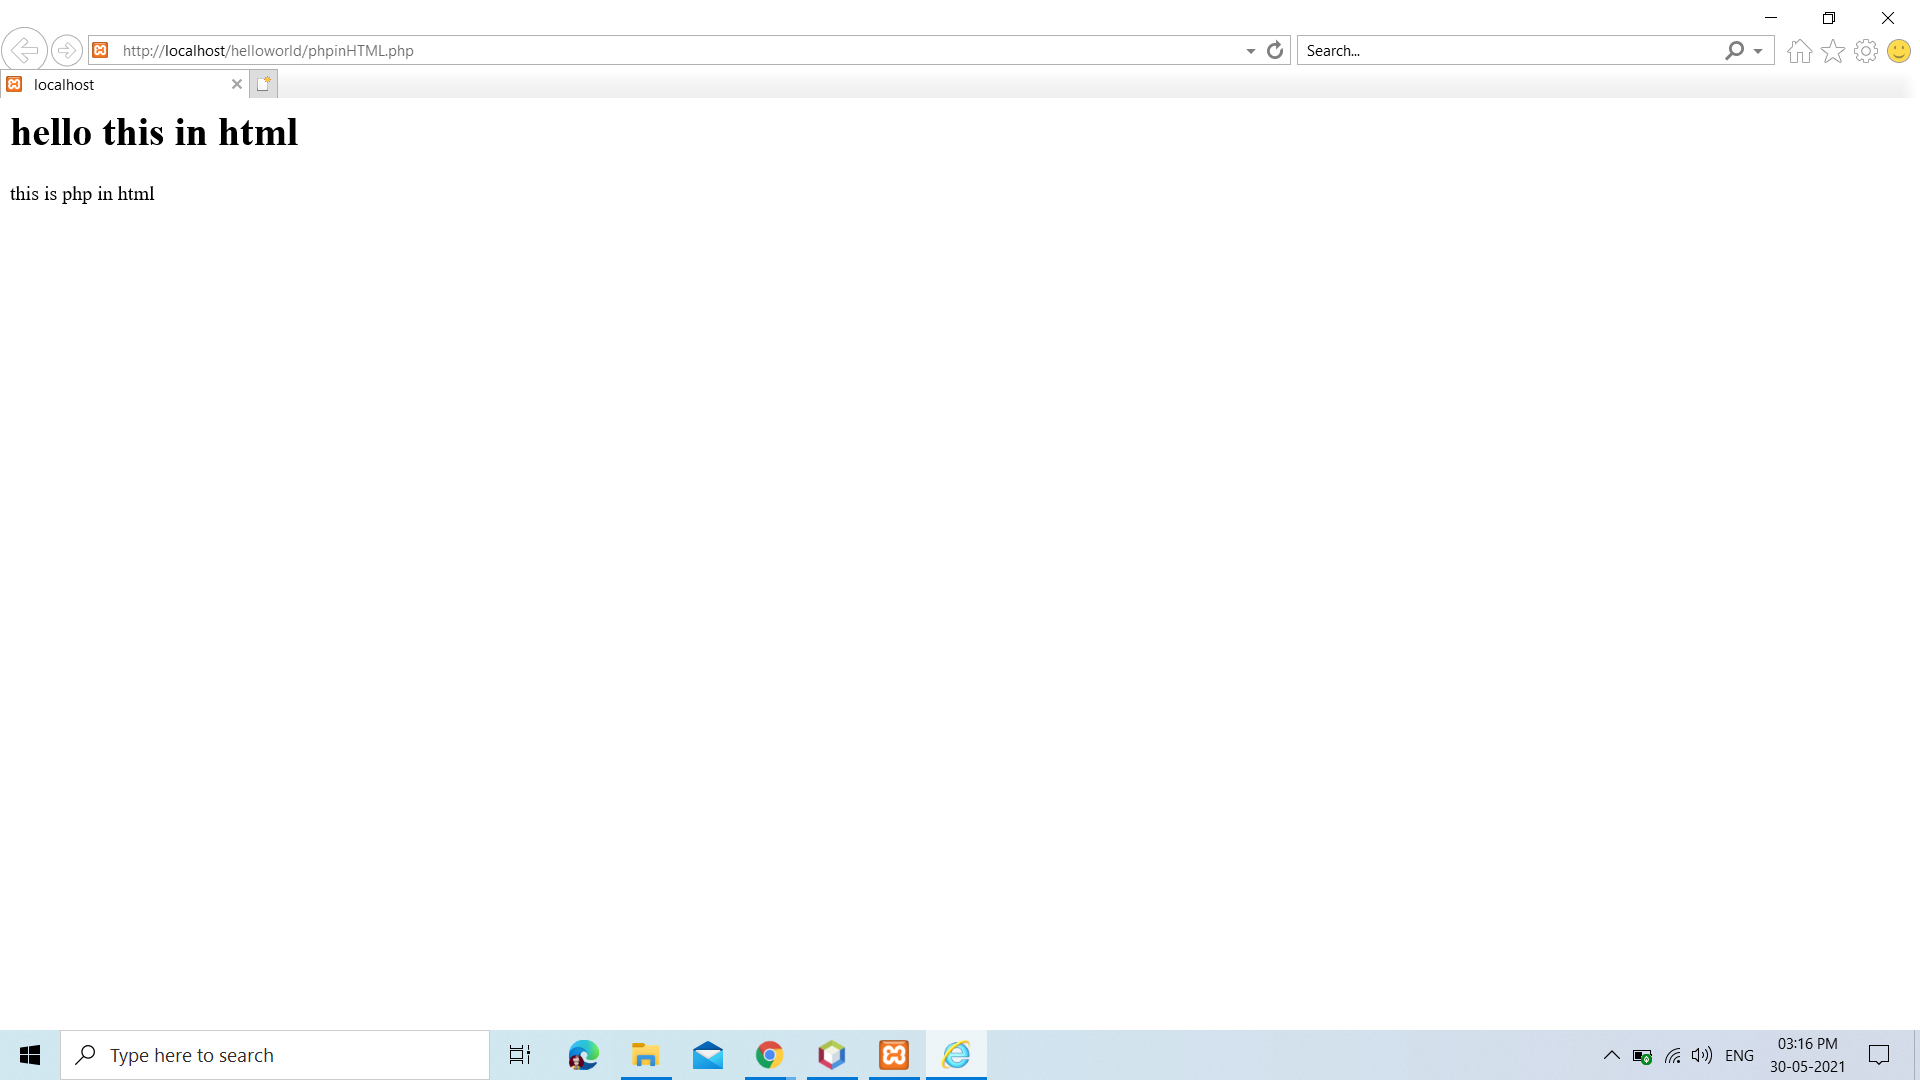 http://localhost/helloworld/phpinHTML.php
Search...
localhost
hello this in html
this is php in html
Type here to search
ENG
03:16 PM
30-05-2021